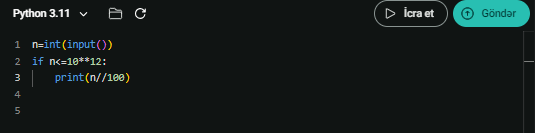 Python 3.11 İcra et Göndər
1 n=int(input())
2 if n<=10**12:
3     print(n//100)
4
5